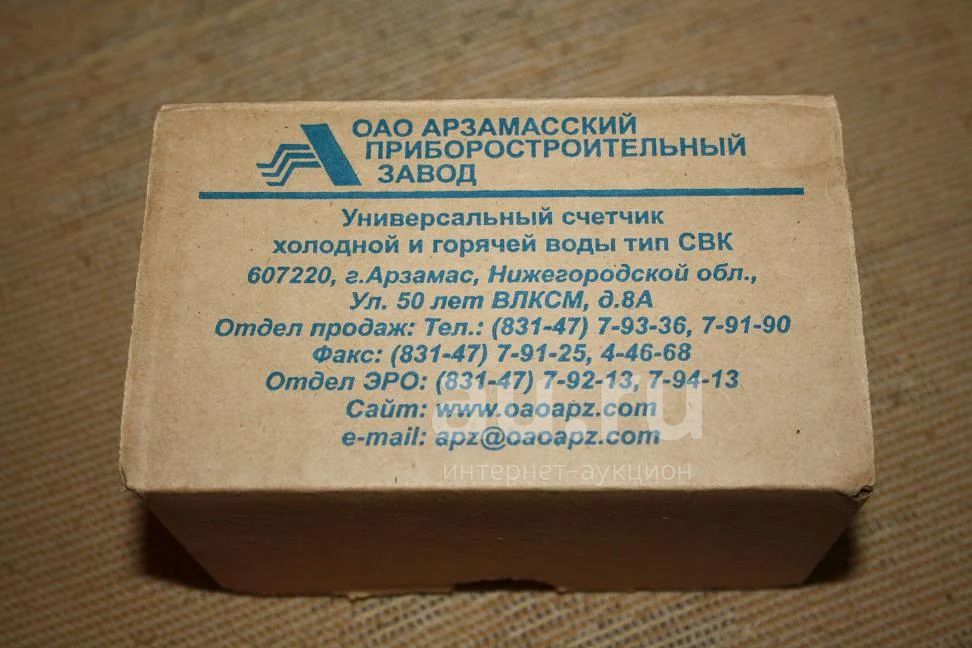 ОАО АРЗАМАССКИЙ
ПРИБОРОСТРОИТЕЛЬНЫЙ
ЗАВОД
Универсальный счетчик
холодной и горячей воды тип СВК
607220, г.Арзамас, Нижегородской обл.,
Ул. 50 лет ВЛКСМ, д.8А
Отдел продаж: Тел.: (831-47) 7-93-36, 7-91-90
Факс: (831-47) 7-91-25, 4-46-68
Отдел ЭРО: (831-47) 7-92-13, 7-94-13
Сайт: www.oaoapz.com
e-mail: apz@oaoapz.com
au.ru
интернет-аукцион